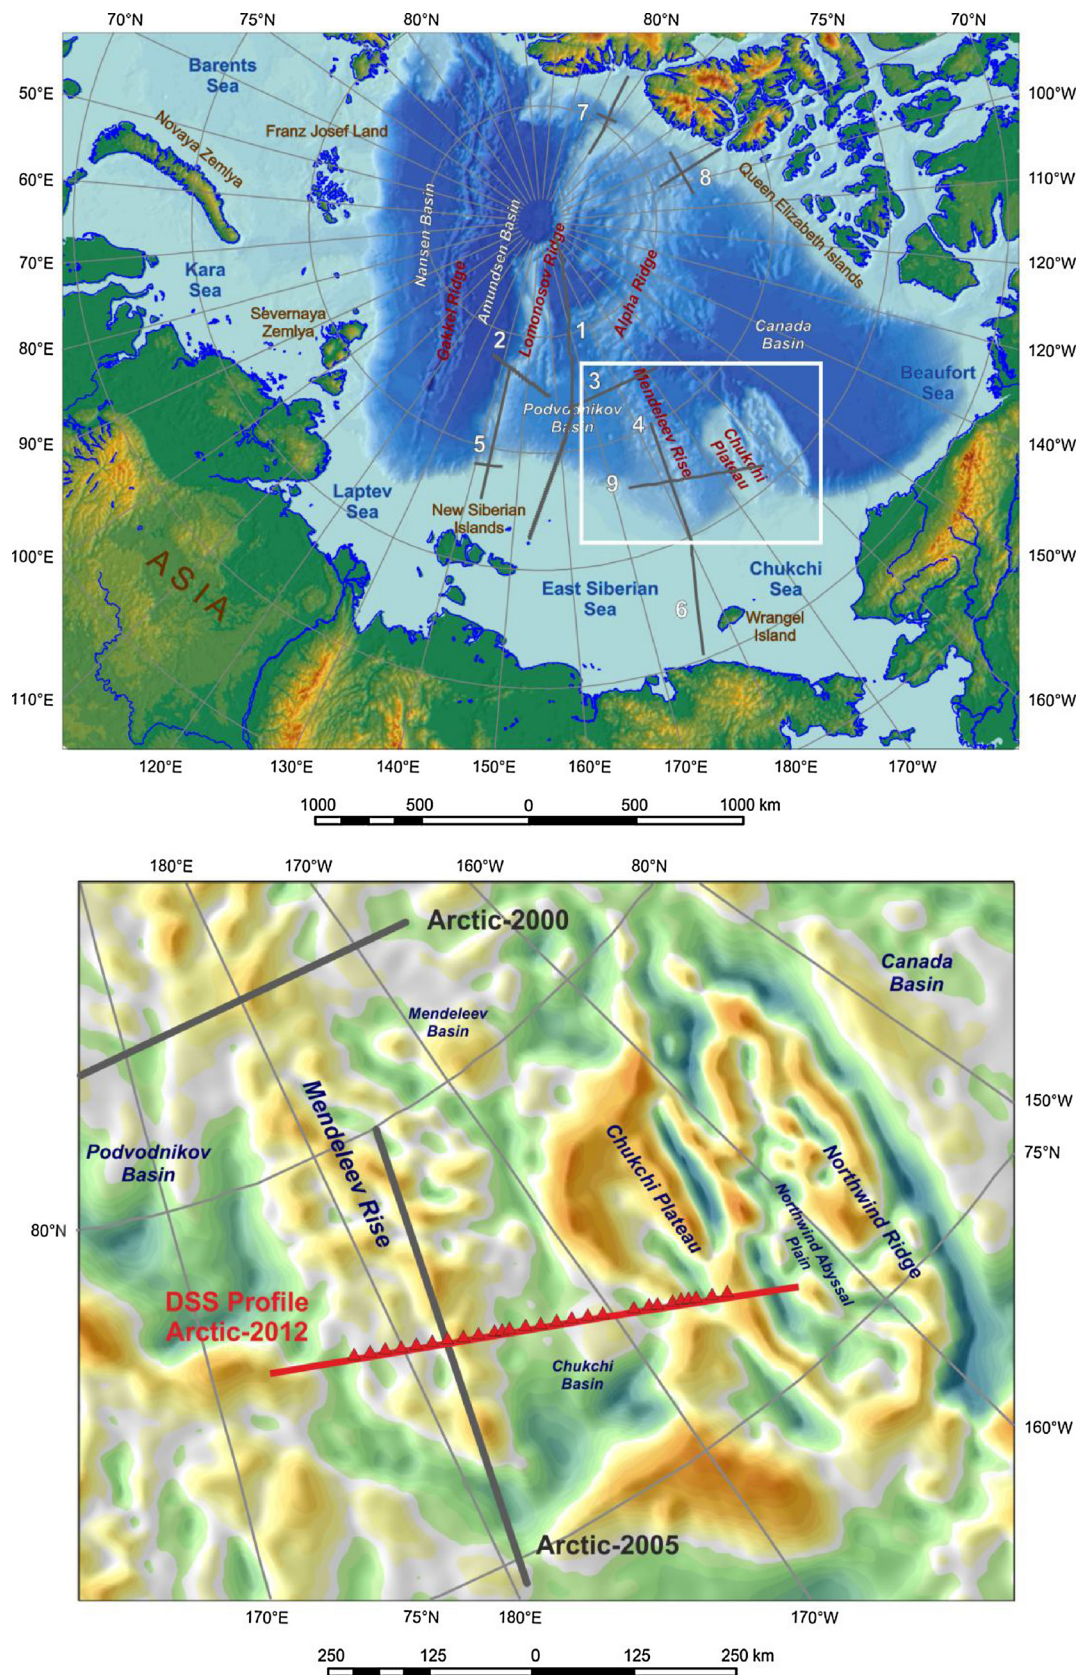 70°N
75°N
80°N
80°N
75°N
70°N
50°E
60°E
70°E
80°E
90°E
100°E
110°E
100°W
110°W
120°W
120°W
140°W
150°W
160°W
Barents
Sea
Novaya Zemlya
Franz Josef Land
Kara
Sea
Severnaya
Zemlya
Nansen Basin
Gakkel Ridge
Amundsen Basin
Lomonosov Ridge
Alpha Ridge
7
8
Queen Elizabeth Islands
Canada
Basin
Beaufort
Sea
1
2
3
Podvodnikov
Basin
4
Mendeleev Rise
Chukchi
Plateau
5
9
Laptev
Sea
New Siberian
Islands
ASIA
East Siberian
Sea
Chukchi
Sea
6
Wrangel
Island
120°E
130°E
140°E
150°E
160°E
170°E
180°E
170°W
1000
500
0
500
1000 km
180°E
170°W
160°W
80°N
Arctic-2000
Canada
Basin
Mendeleev
Basin
Mendeleev Rise
Podvodnikov
Basin
Chukchi Plateau
Northwind Ridge
Northwind Abyssal
Plain
150°W
75°N
80°N
DSS Profile
Arctic-2012
Chukchi
Basin
160°W
Arctic-2005
170°E
75°N
180°E
170°W
250
125
0
125
250 km